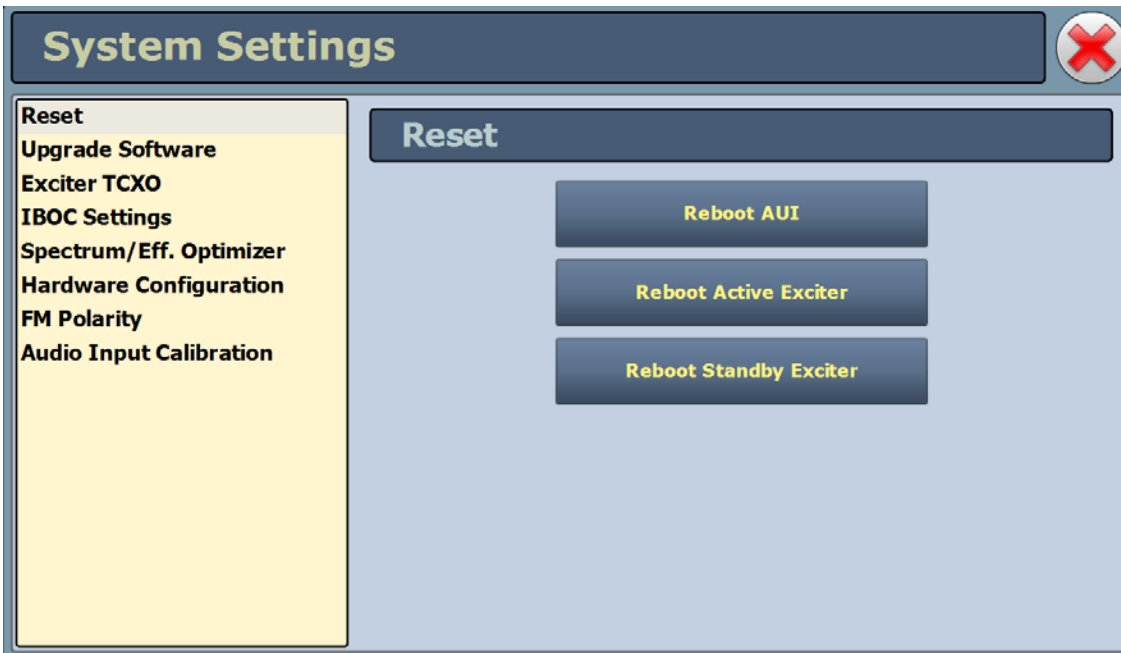 System Settings
Reset
Upgrade Software
Exciter TCXO
IBOC Settings
Spectrum/Eff. Optimizer
Hardware Configuration
FM Polarity
Audio Input Calibration
Reset
Reboot AUI
Reboot Active Exciter
Reboot Standby Exciter